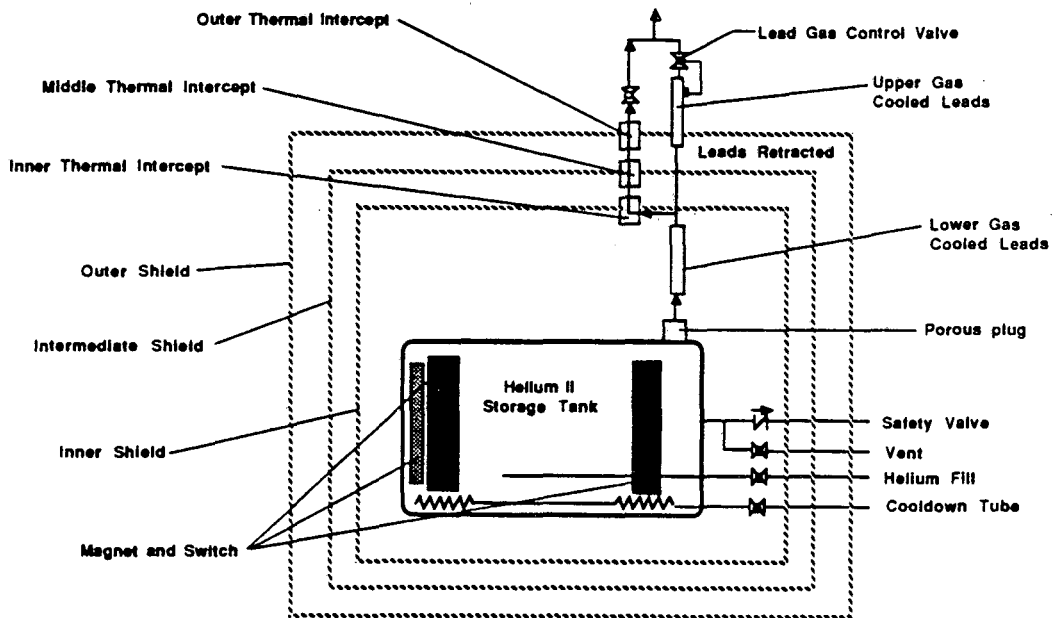 Outer Thermal Intercept
Lead Gas Control Valve
Middle Thermal Intercept
Upper Gas
Cooled Leads
Inner Thermal Intercept
Leads Retracted
Lower Gas
Cooled Leads
Outer Shield
Intermediate Shield
Porous plug
Helium II
Storage Tank
Safety Valve
Inner Shield
Vent
Helium Fill
Cooldown Tube
Magnet and Switch